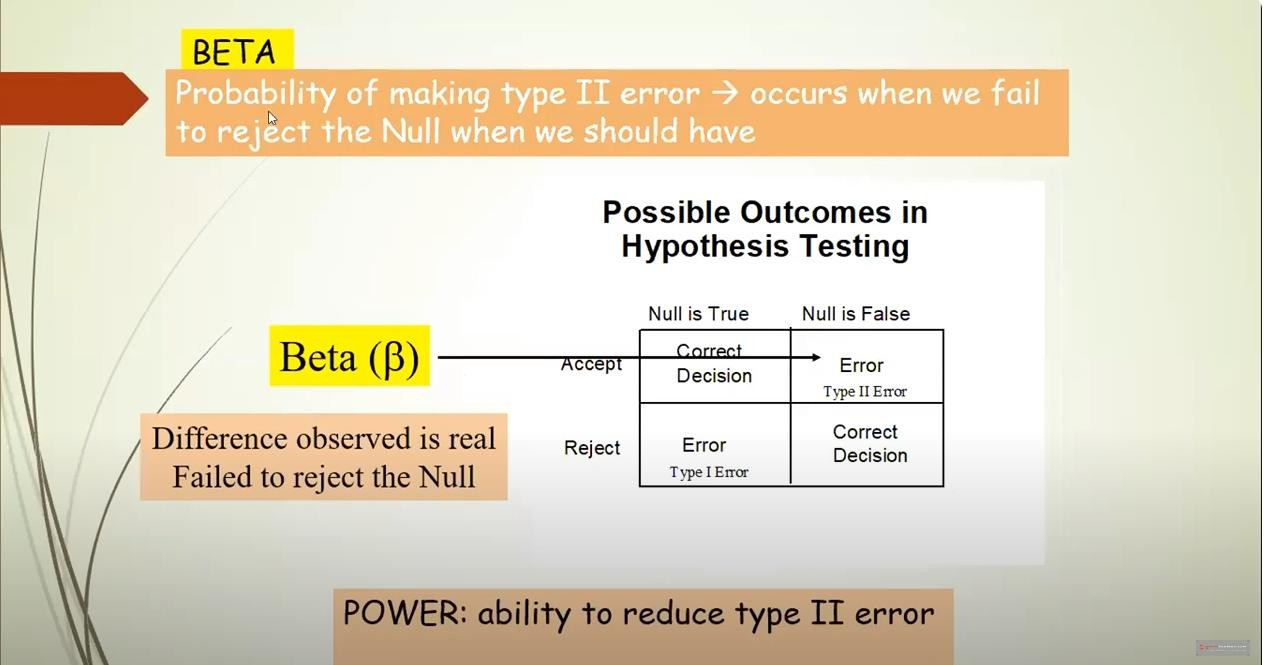 BETA
Probability of making type II error → occurs when we fail
to reject the Null when we should have
Possible Outcomes in
Hypothesis Testing
Null is True Null is False
Beta (β)
Accept
Correct
Decision
Error
Type II Error
Difference observed is real
Failed to reject the Null
Reject
Error
Type I Error
Correct
Decision
POWER: ability to reduce type II error